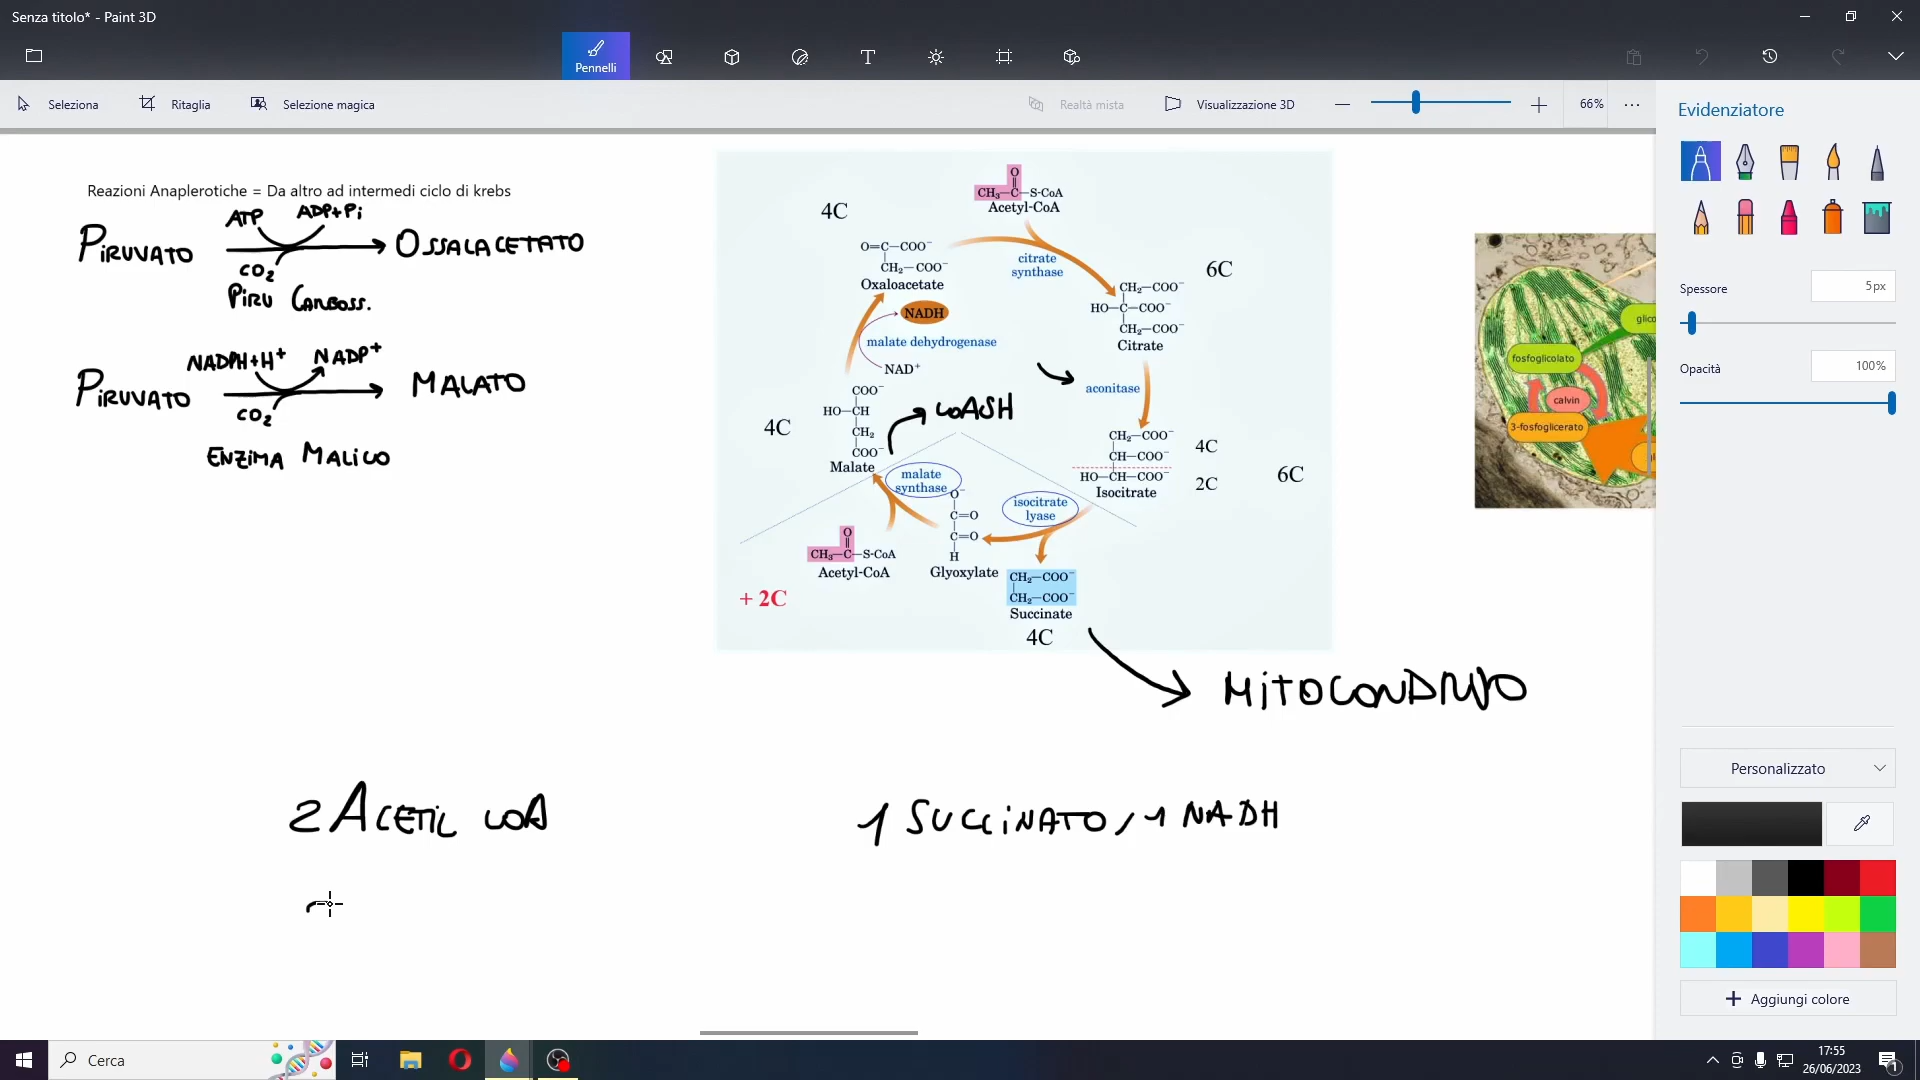 Senza titolo* - Paint 3D
Pennelli
Seleziona
Ritaglia
Selezione magica
Realtà mista
Visualizzazione 3D
66%
Evidenziatore
Spessore
5px
Opacità
100%
Personalizzato
Aggiungi colore
Reazioni Anaplerotiche = Da altro ad intermedi ciclo di krebs
ATP ADP+Pi
PIRUVATO OSSALACETATO
CO2
PIRU CARBOSS.
NADPH+H+ NADP+
PIRUVATO MALATO
CO2
ENZIMA MALICO
O
CH₃—C—S-CoA
Acetyl-CoA
4C
O=C—COO⁻
CH₂—COO⁻
Oxaloacetate
citrate
synthase
6C
CH₂—COO⁻
HO—C—COO⁻
CH₂—COO⁻
Citrate
NADH
malate dehydrogenase
NAD⁺
aconitase
COO⁻
HO—CH
CH₂
COO⁻
Malate
4C
COASH
CH₂—COO⁻
CH—COO⁻
HO—CH—COO⁻
Isocitrate
4C
2C
6C
malate
synthase
isocitrate
lyase
O⁻
C=O
C=O
H
Glyoxylate
O
CH₃—C—S-CoA
Acetyl-CoA
+ 2C
CH₂—COO⁻
CH₂—COO⁻
Succinate
4C
MITOCONDRIO
glico
fosfoglicolato
calvin
3-fosfoglicerato
2 ACETIL COA
1 SUCCINATO, 1 NADH
Cerca
17:55
26/06/2023
1